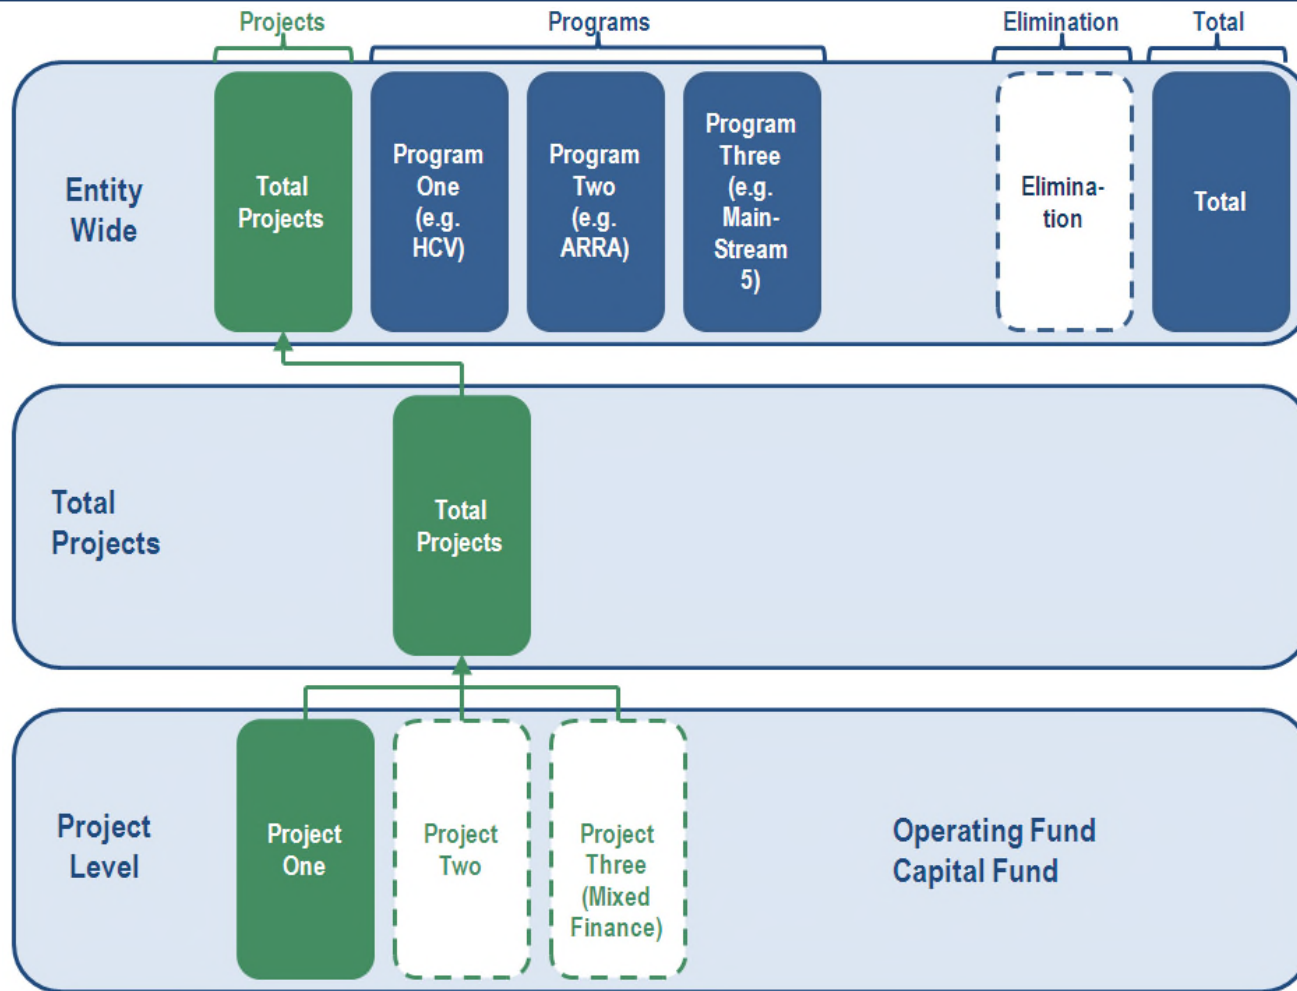 Projects
Programs
Elimination
Total
Entity
Wide
Total
Projects
Program
One
(e.g.
HCV)
Program
Two
(e.g.
ARRA)
Program
Three
(e.g.
Main-
Stream
5)
Elimina-
tion
Total
Total
Projects
Total
Projects
Project
Level
Project
One
Project
Two
Project
Three
(Mixed
Finance)
Operating Fund
Capital Fund